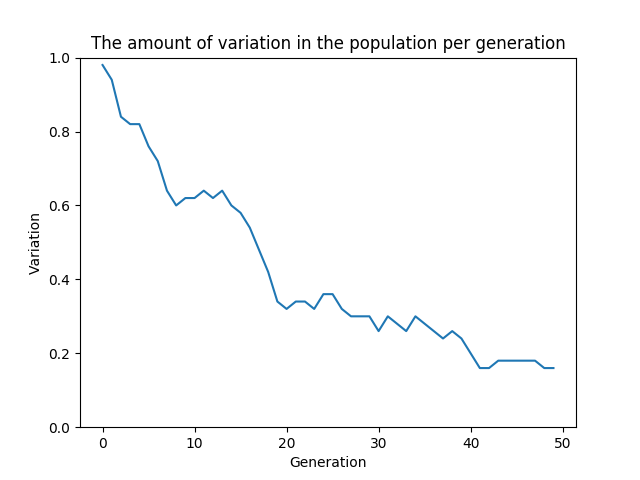 The amount of variation in the population per generation
1.0
0.8
0.6
0.4
0.2
0.0
Variation
0 10 20 30 40 50
Generation